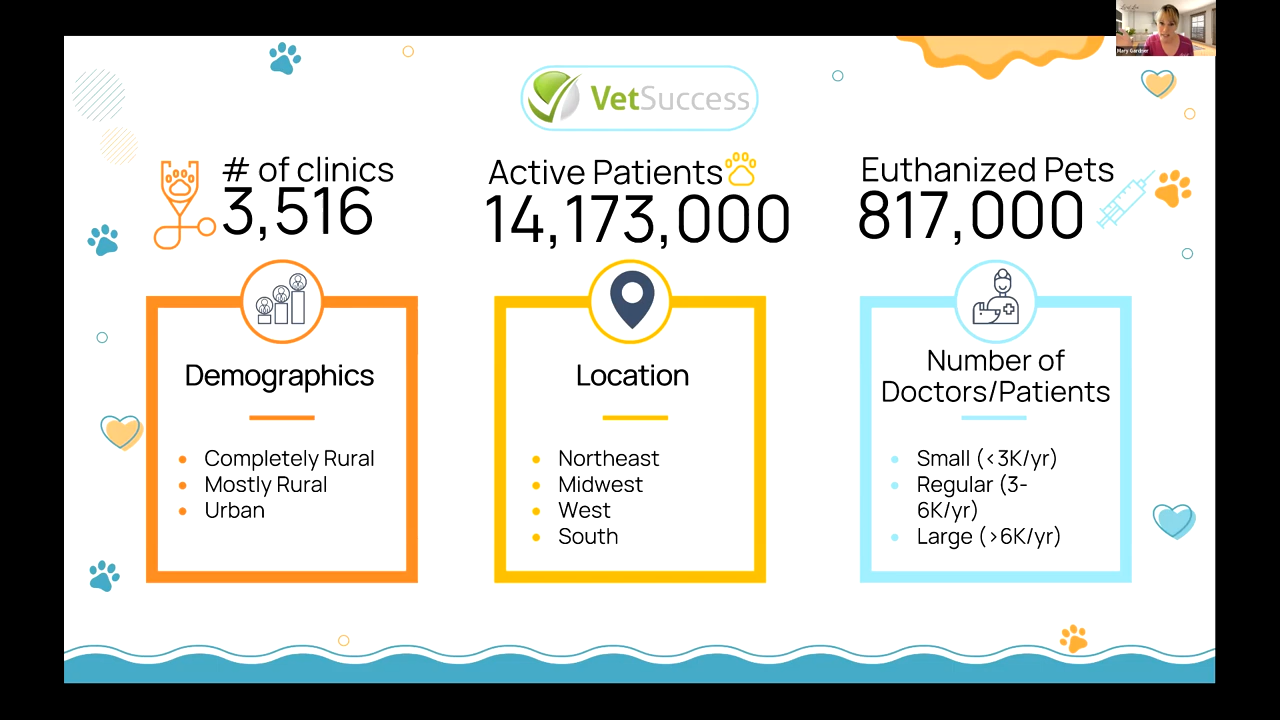 Mary Gardner
VetSuccess
# of clinics
3,516
Active Patients
14,173,000
Euthanized Pets
817,000
Demographics
Completely Rural
Mostly Rural
Urban
Location
Northeast
Midwest
West
South
Number of
Doctors/Patients
Small (<3K/yr)
Regular (3-
6K/yr)
Large (>6K/yr)